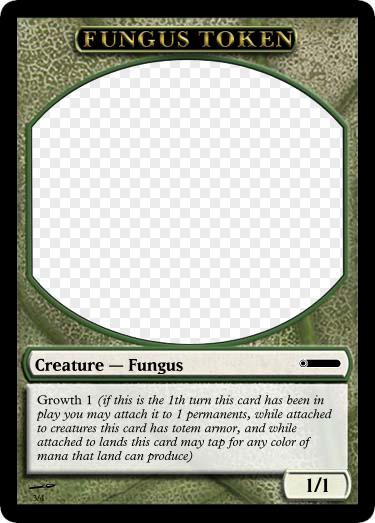 FUNGUS TOKEN
Creature — Fungus
Growth 1 (if this is the 1th turn this card has been in
play you may attach it to 1 permanents, while attached
to creatures this card has totem armor, and while
attached to lands this card may tap for any color of
mana that land can produce)
1/1
3/4